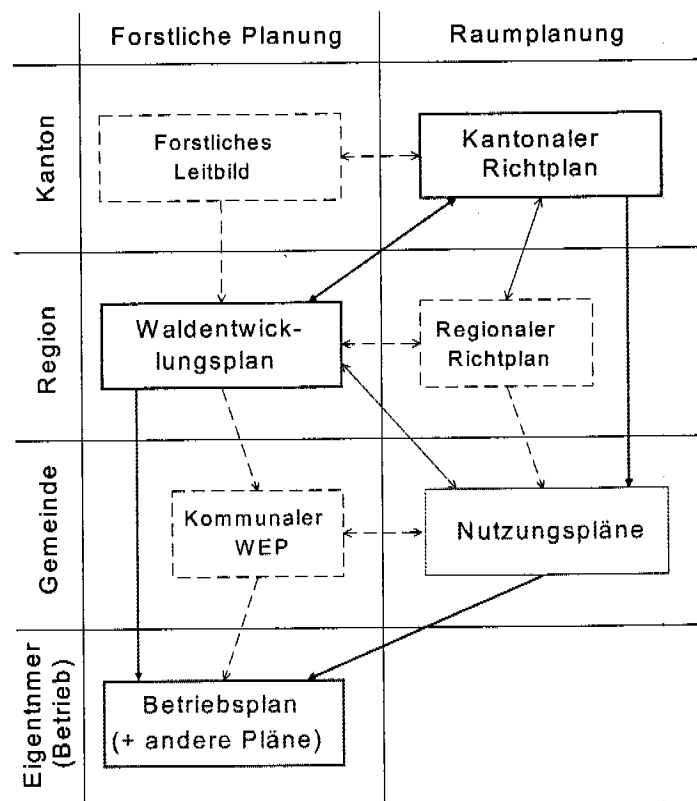 Forstliche Planung
Raumplanung
Kanton
Forstliches
Leitbild
Kantonaler
Richtplan
Region
Waldentwick-
lungsplan
Regionaler
Richtplan
Gemeinde
Kommunaler
WEP
Nutzungspläne
Eigentnmer
(Betrieb)
Betriebsplan
(+ andere Pläne)